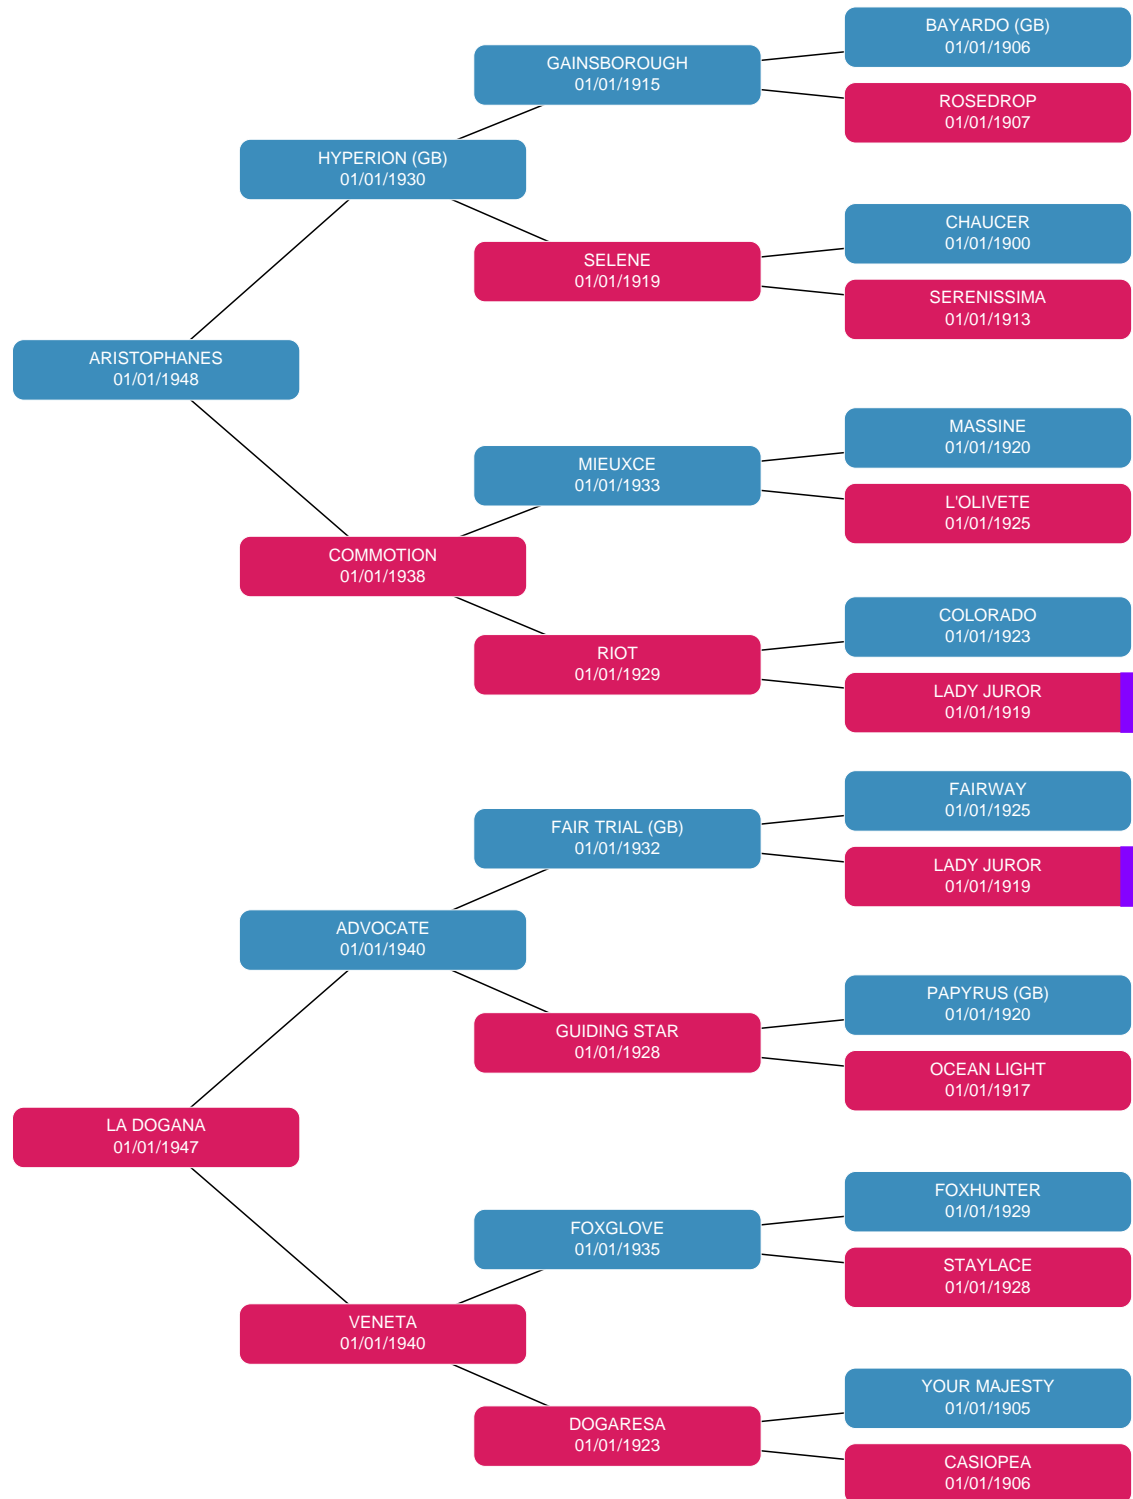 BAYARDO (GB)
01/01/1906
GAINSBOROUGH
01/01/1915
ROSEDROP
01/01/1907
HYPERION (GB)
01/01/1930
CHAUCER
01/01/1900
SELENE
01/01/1919
SERENISSIMA
01/01/1913
ARISTOPHANES
01/01/1948
MASSINE
01/01/1920
MIEUXCE
01/01/1933
L'OLIVETE
01/01/1925
COMMOTION
01/01/1938
COLORADO
01/01/1923
RIOT
01/01/1929
LADY JUROR
01/01/1919
FAIRWAY
01/01/1925
FAIR TRIAL (GB)
01/01/1932
LADY JUROR
01/01/1919
ADVOCATE
01/01/1940
PAPYRUS (GB)
01/01/1920
GUIDING STAR
01/01/1928
OCEAN LIGHT
01/01/1917
LA DOGANA
01/01/1947
FOXHUNTER
01/01/1929
FOXGLOVE
01/01/1935
STAYLACE
01/01/1928
VENETA
01/01/1940
YOUR MAJESTY
01/01/1905
DOGARESA
01/01/1923
CASIOPEA
01/01/1906